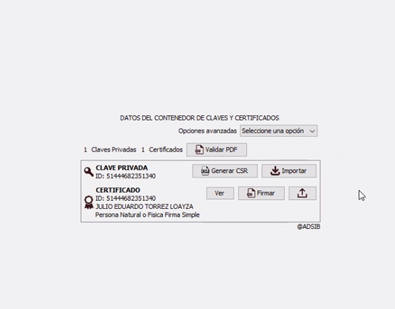 DATOS DEL CONTENEDOR DE CLAVES Y CERTIFICADOS
Opciones avanzadas Seleccione una opción
1 Claves Privadas 1 Certificados Validar PDF
CLAVE PRIVADA
ID: 51444682351340
Generar CSR Importar
CERTIFICADO
ID: 51444682351340
JULIO EDUARDO TORREZ LOAYZA
Persona Natural o Fisica Firma Simple
Ver Firmar
@ADSIB